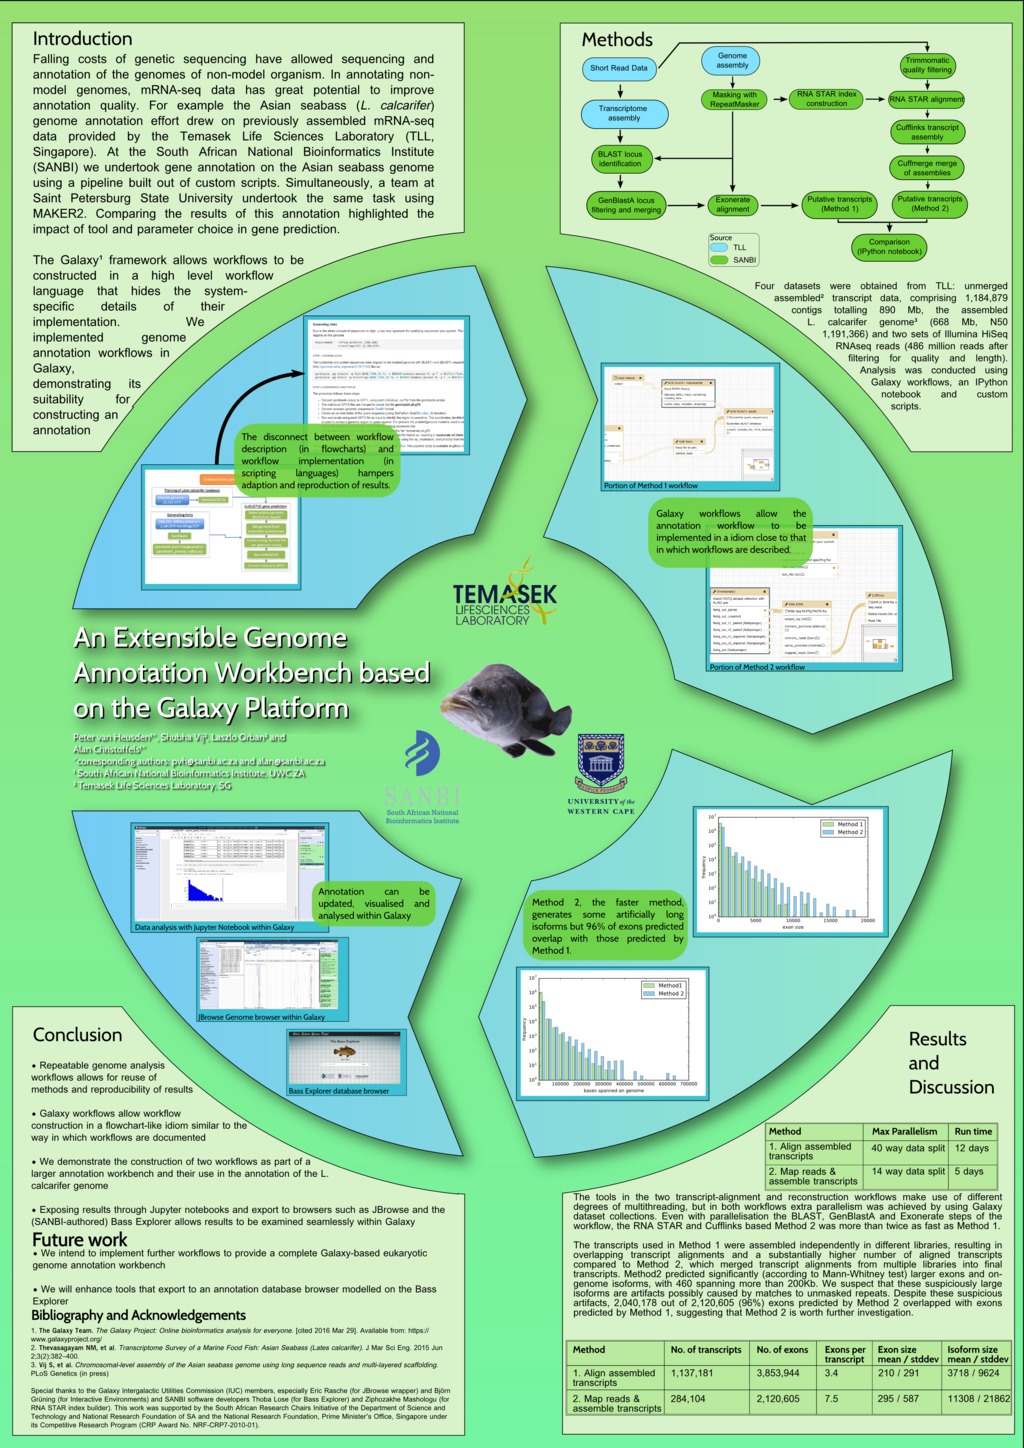 Introduction
Falling costs of genetic sequencing have allowed sequencing and
annotation of the genomes of non-model organism. In annotating non-
model genomes, mRNA-seq data has great potential to improve
annotation quality. For example the Asian seabass (L. calcarifer)
genome annotation effort drew on previously assembled mRNA-seq
data provided by the Temasek Life Sciences Laboratory (TLL,
Singapore). At the South African National Bioinformatics Institute
(SANBI) we undertook gene annotation on the Asian seabass genome
using a pipeline built out of custom scripts. Simultaneously, a team at
Saint Petersburg State University undertook the same task using
MAKER2. Comparing the results of this annotation highlighted the
impact of tool and parameter choice in gene prediction.
The Galaxy¹ framework allows workflows to be
constructed in a high level workflow
language that hides the system-
specific details of their
implementation. We
implemented genome
annotation workflows in
Galaxy,
demonstrating its
suitability for
constructing an
annotation
Methods
Short Read Data
Genome
assembly
Trimmomatic
quality filtering
Transcriptome
assembly
Masking with
RepeatMasker
RNA STAR index
construction
RNA STAR alignment
Cufflinks transcript
assembly
BLAST locus
identification
Cuffmerge merge
of assemblies
GenBlastA locus
filtering and merging
Exonerate
alignment
Putative transcripts
(Method 1)
Putative transcripts
(Method 2)
Source
TLL
SANBI
Comparison
(IPython notebook)
Four datasets were obtained from TLL: unmerged
assembled² transcript data, comprising 1,184,879
contigs totalling 890 Mb, the assembled
L. calcarifer genome³ (668 Mb, N50
1,191,366) and two sets of Illumina HiSeq
RNAseq reads (486 million reads after
filtering for quality and length).
Analysis was conducted using
Galaxy workflows, an IPython
notebook and custom
scripts.
The disconnect between workflow
description (in flowcharts) and
workflow implementation (in
scripting languages) hampers
adaption and reproduction of results.
Portion of Method 1 workflow
Galaxy workflows allow the
annotation workflow to be
implemented in a idiom close to that
in which workflows are described.
Portion of Method 2 workflow
TEMASEK
LIFESCIENCES
LABORATORY
An Extensible Genome
Annotation Workbench based
on the Galaxy Platform
Peter van Heusden¹*, Shubha Vij², Laszlo Orban² and
Alan Christoffels¹*
*corresponding authors: pvh@sanbi.ac.za and alan@sanbi.ac.za
¹ South African National Bioinformatics Institute, UWC ZA
² Temasek Life Sciences Laboratory, SG
SANBI
South African National
Bioinformatics Institute
UNIVERSITY of the
WESTERN CAPE
Annotation can be
updated, visualised and
analysed within Galaxy
Data analysis with Jupyter Notebook within Galaxy
JBrowse Genome browser within Galaxy
The Bass Explorer
Bass Explorer database browser
Method 2, the faster method,
generates some artificially long
isoforms but 96% of exons predicted
overlap with those predicted by
Method 1.
Method 1
Method 2
frequency
0 5000 10000 15000 20000
exon size
Method1
Method 2
frequency
0 100000 200000 300000 400000 500000 600000 700000
bases spanned on genome
Conclusion
• Repeatable genome analysis
workflows allows for reuse of
methods and reproducibility of results
• Galaxy workflows allow workflow
construction in a flowchart-like idiom similar to the
way in which workflows are documented
• We demonstrate the construction of two workflows as part of a
larger annotation workbench and their use in the annotation of the L.
calcarifer genome
• Exposing results through Jupyter notebooks and export to browsers such as JBrowse and the
(SANBI-authored) Bass Explorer allows results to be examined seamlessly within Galaxy
Future work
• We intend to implement further workflows to provide a complete Galaxy-based eukaryotic
genome annotation workbench
• We will enhance tools that export to an annotation database browser modelled on the Bass
Explorer
Bibliography and Acknowledgements
1. The Galaxy Team. The Galaxy Project: Online bioinformatics analysis for everyone. [cited 2016 Mar 29]. Available from: https://
www.galaxyproject.org/
2. Thevasagayam NM, et al. Transcriptome Survey of a Marine Food Fish: Asian Seabass (Lates calcarifer). J Mar Sci Eng. 2015 Jun
2;3(2):382–400.
3. Vij S, et al. Chromosomal-level assembly of the Asian seabass genome using long sequence reads and multi-layered scaffolding.
PLoS Genetics (in press)
Special thanks to the Galaxy Intergalactic Utilities Commission (IUC) members, especially Eric Rasche (for JBrowse wrapper) and Björn
Grüning (for Interactive Environments) and SANBI software developers Thoba Lose (for Bass Explorer) and Ziphozakhe Mashologu (for
RNA STAR index builder). This work was supported by the South African Research Chairs Initiative of the Department of Science and
Technology and National Research Foundation of SA and the National Research Foundation, Prime Minister's Office, Singapore under
its Competitive Research Program (CRP Award No. NRF-CRP7-2010-01).
Results
and
Discussion
Method Max Parallelism Run time
1. Align assembled
transcripts 40 way data split 12 days
2. Map reads &
assemble transcripts 14 way data split 5 days
The tools in the two transcript-alignment and reconstruction workflows make use of different
degrees of multithreading, but in both workflows extra parallelism was achieved by using Galaxy
dataset collections. Even with parallelisation the BLAST, GenBlastA and Exonerate steps of the
workflow, the RNA STAR and Cufflinks based Method 2 was more than twice as fast as Method 1.
The transcripts used in Method 1 were assembled independently in different libraries, resulting in
overlapping transcript alignments and a substantially higher number of aligned transcripts
compared to Method 2, which merged transcript alignments from multiple libraries into final
transcripts. Method2 predicted significantly (according to Mann-Whitney test) larger exons and on-
genome isoforms, with 460 spanning more than 200Kb. We suspect that these suspiciously large
isoforms are artifacts possibly caused by matches to unmasked repeats. Despite these suspicious
artifacts, 2,040,178 out of 2,120,605 (96%) exons predicted by Method 2 overlapped with exons
predicted by Method 1, suggesting that Method 2 is worth further investigation.
Method No. of transcripts No. of exons Exons per
transcript Exon size
mean / stddev Isoform size
mean / stddev
1. Align assembled
transcripts 1,137,181 3,853,944 3.4 210 / 291 3718 / 9624
2. Map reads &
assemble transcripts 284,104 2,120,605 7.5 295 / 587 11308 / 21862